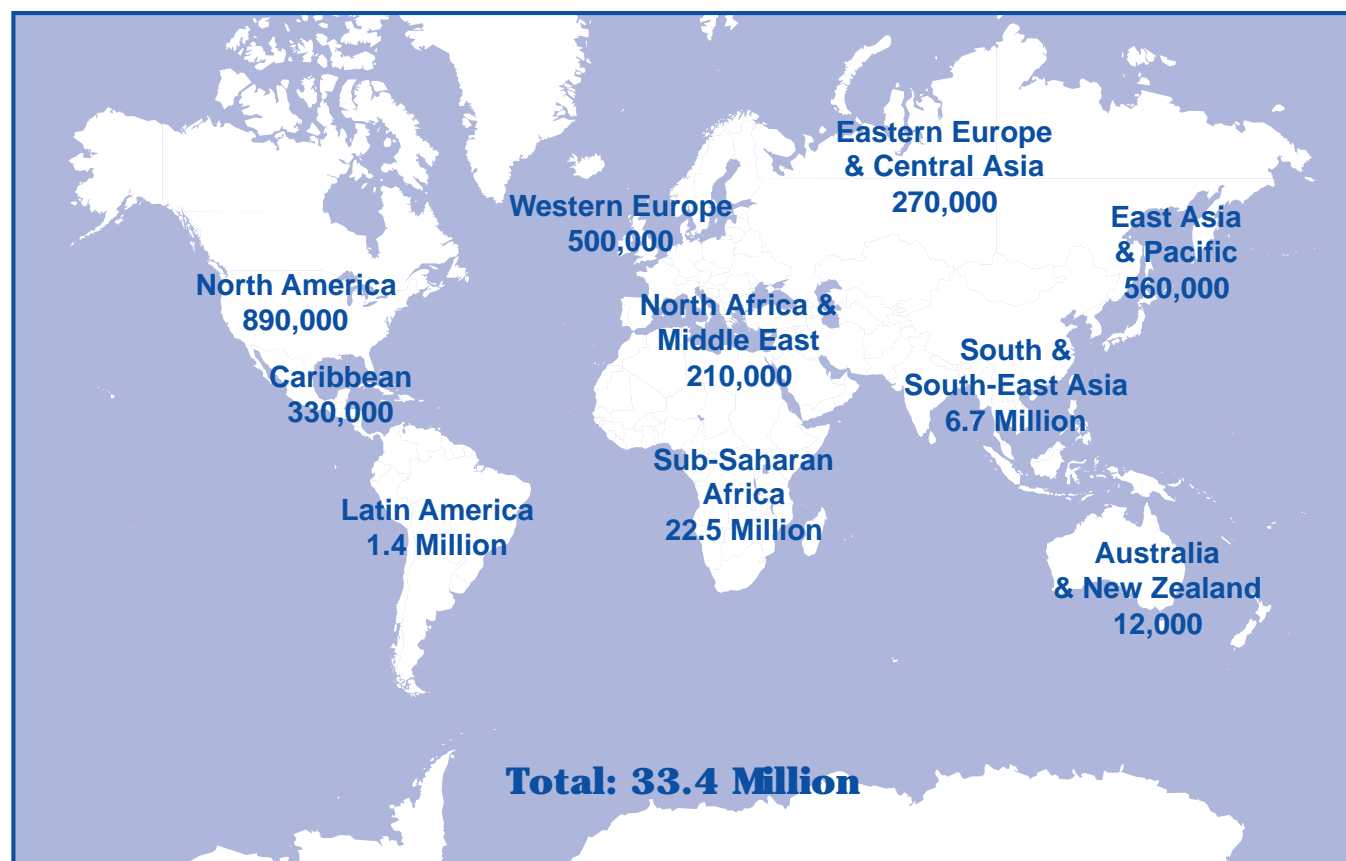 Eastern Europe
& Central Asia
270,000
Western Europe
500,000
East Asia
& Pacific
560,000
North America
890,000
North Africa &
Middle East
210,000
South &
South-East Asia
6.7 Million
Caribbean
330,000
Sub-Saharan
Africa
22.5 Million
Latin America
1.4 Million
Australia
& New Zealand
12,000
Total: 33.4 Million